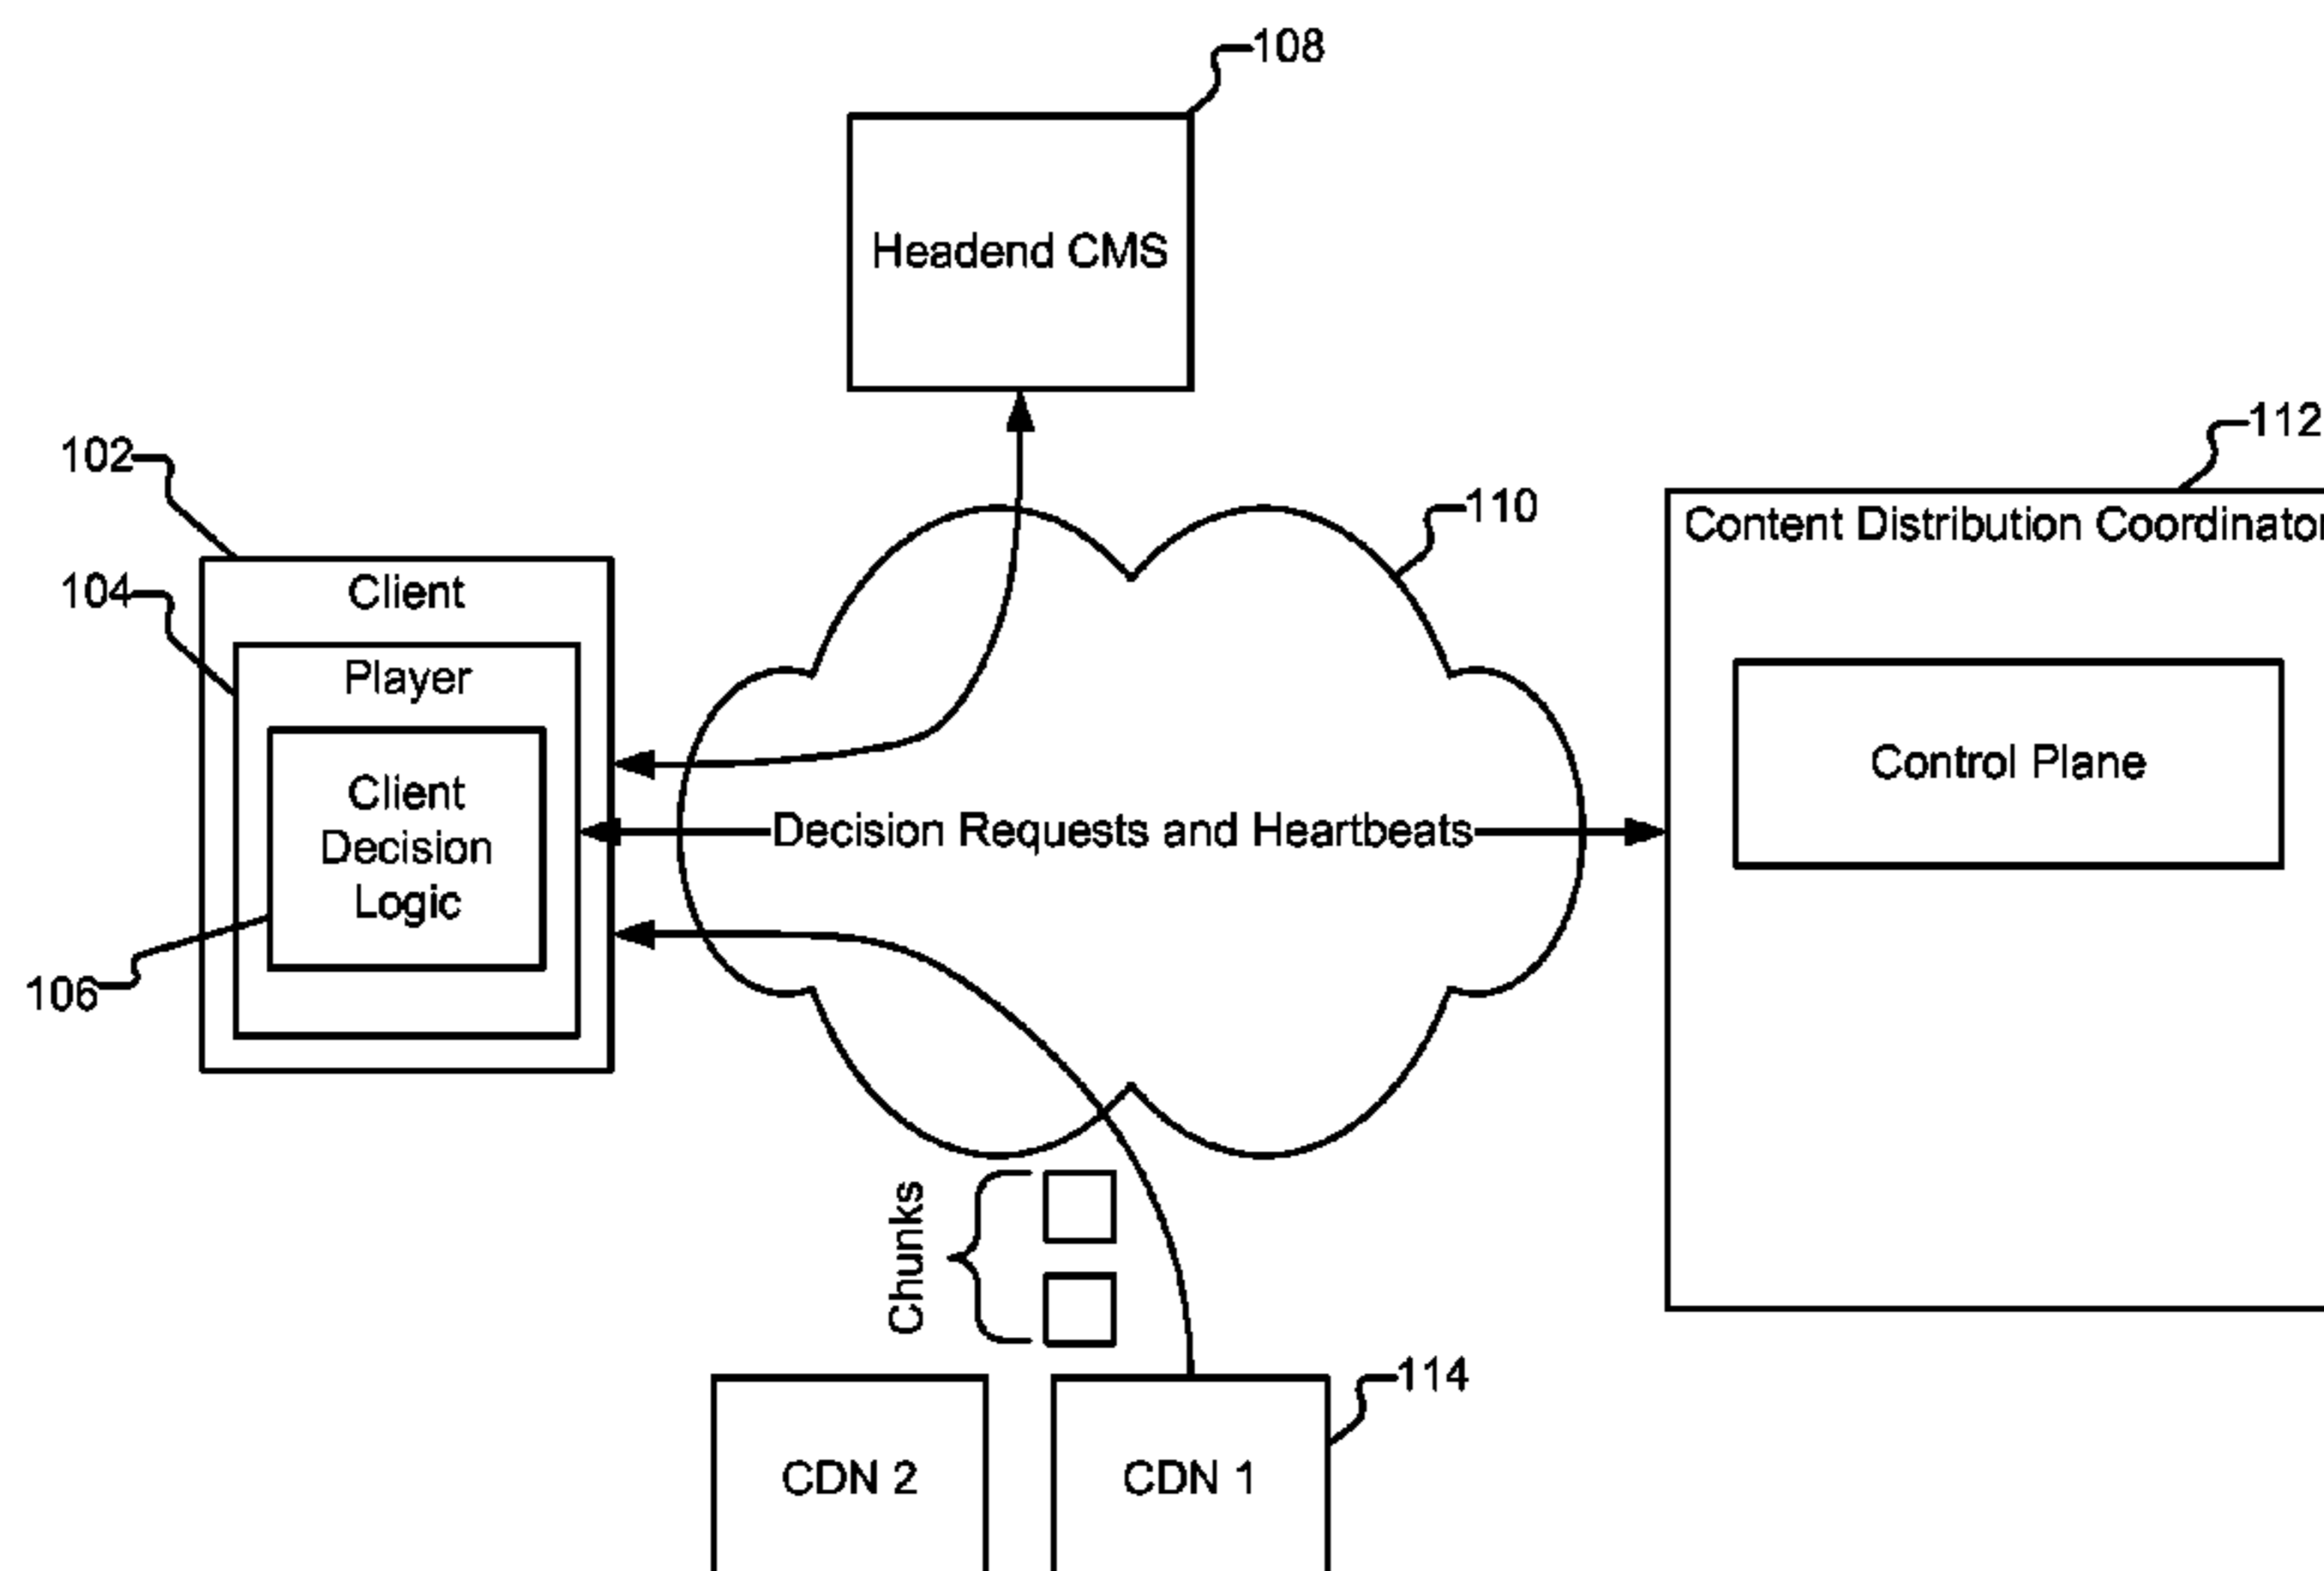 108
Headend CMS
112
102
110
Content Distribution Coordinator
104
Client
Player
Control Plane
Client
Decision
Logic
Decision Requests and Heartbeats
106
Chunks
114
CDN 2
CDN 1